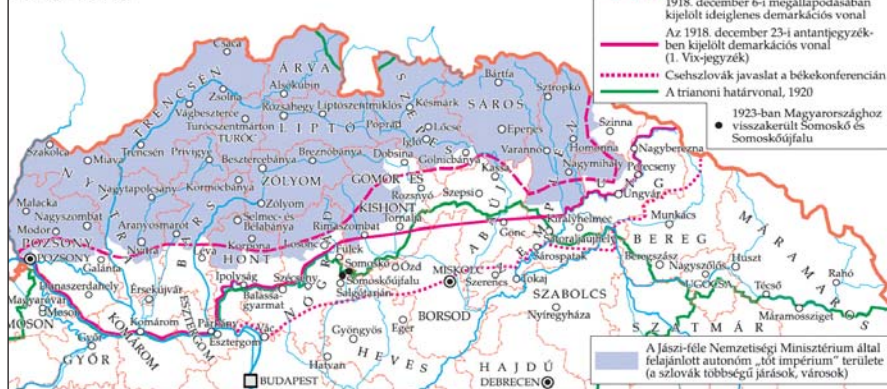 1918. december 6-i megállapodásában
kijelölt ideiglenes demarkációs vonal
Az 1918. december 23-i antantjegyzék-
ben kijelölt demarkációs vonal
(1. Vix-jegyzék)
Csehszlovák javaslat a békekonferencián
A trianoni határvonal, 1920
1923-ban Magyarországhoz
visszakerült Somoskő és
Somoskőújfalu
Csaca
ÁRVA
Alsókubin
TRENCSÉN
Zsolna
Vágbeszterce
Rózsahegy
Liptószentmiklós
Késmárk
Bártfa
Sztropkó
SÁROS
Turócszentmárton
TURÓC
LIPTÓ
Poprád
Lőcse
Igló
Eperjes
Szinna
Szakolca
Miava
Trencsén
Privigye
Besztercebánya
Breznóbánya
Dobsina
Gölnicbánya
Varannó
Homonna
Nagyberezna
Nagymihály
Perecseny
NYITRA
Nagytapolcsány
Körmöcbánya
ZÓLYOM
GÖMÖR ÉS
KISHONT
Kassa
Rozsnyó
Szepsi
UNG
Ungvár
Malacka
Nagyszombat
Modor
Aranyosmarót
Zólyom
Selmec- és
Bélabánya
Rimaszombat
Tornalja
ABAÚJ
ZEMPLÉN
Királyhelmec
Munkács
POZSONY
POZSONY
Nyitra
BARS
Léva
Korpona
HONT
Losonc
Fülek
Gönc
Sátoraljaújhely
BEREG
MÁRAMAROS
Galánta
Ipolyság
Szécsény
Somoskő
Ózd
Sárospatak
Beregszász
Nagyszőlős
Huszt
Rahó
Dunaszerdahely
Érsekújvár
Balassa-
gyarmat
NÓGRÁD
Somoskőújfalu
Salgótarján
MISKOLC
Szerencs
Tokaj
UGOCSA
Técső
Magyaróvár
Moson
MOSON
KOMÁROM
Komárom
ESZTERGOM
Párkány
BORSOD
SZABOLCS
Máramossziget
Győr
GYŐR
Esztergom
Vác
Gyöngyös
Eger
Nyíregyháza
SZATMÁR
Hatvan
HEVES
HAJDÚ
BUDAPEST
DEBRECEN
A Jászi-féle Nemzetiségi Minisztérium által
felajánlott autonóm „tót impérium” területe
(a szlovák többségű járások, városok)